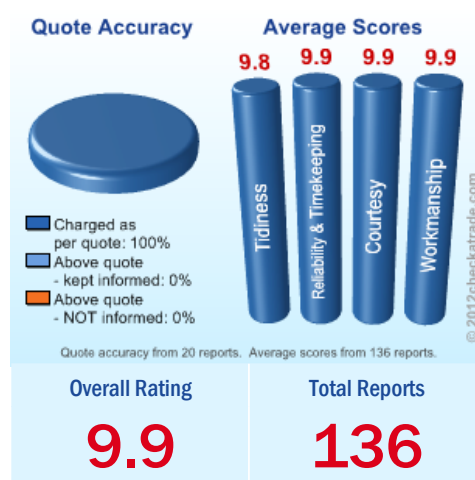 Quote Accuracy
Charged as
per quote: 100%
Above quote
- kept informed: 0%
Above quote
- NOT informed: 0%
Average Scores
9.8 9.9 9.9 9.9
Tidiness
Reliability & Timekeeping
Courtesy
Workmanship
© 2012checkatrade.com
Quote accuracy from 20 reports. Average scores from 136 reports.
Overall Rating
9.9
Total Reports
136